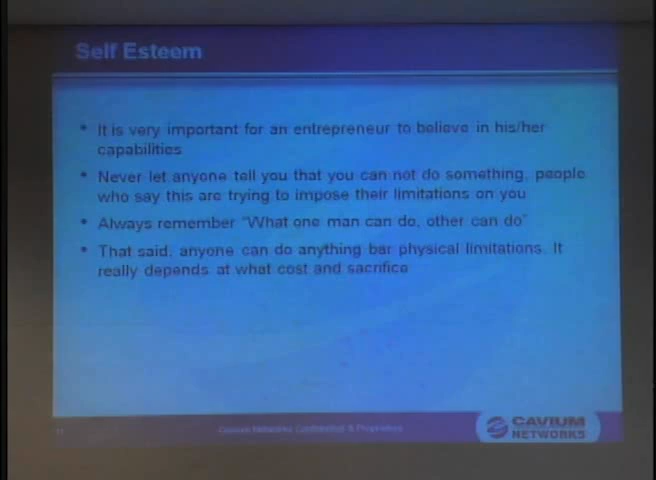 Self Esteem
• It is very important for an entrepreneur to believe in his/her
capabilities
• Never let anyone tell you that you can not do something, people
who say this are trying to impose their limitations on you
• Always remember "What one man can do, other can do"
• That said, anyone can do anything bar physical limitations. It
really depends at what cost and sacrifice
Cavium Networks Confidential & Proprietary
CAVIUM
NETWORKS